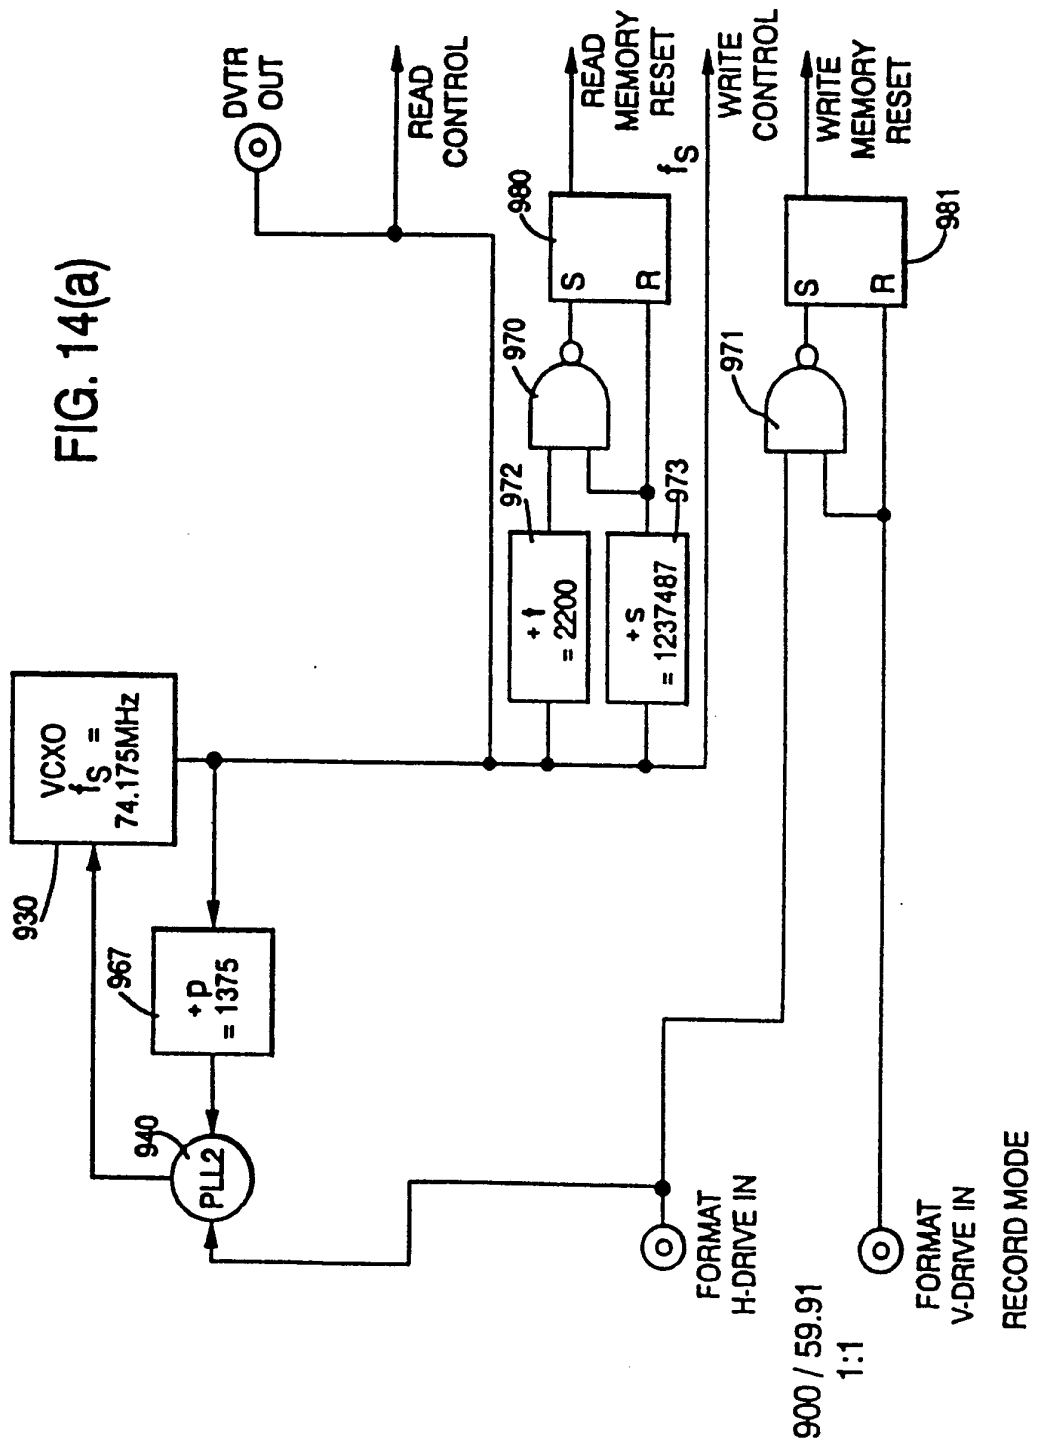 FIG. 14(a)
VCXO
fS =
74.175MHz
930
967
+ p
= 1375
940
PLL2
DVTR
OUT
READ
CONTROL
972
+ t
= 2200
+ s
= 1237487
973
970
980
S
R
READ
MEMORY
RESET
fS
WRITE
CONTROL
971
S
R
981
WRITE
MEMORY
RESET
FORMAT
H-DRIVE IN
900 / 59.91
1:1
FORMAT
V-DRIVE IN
RECORD MODE